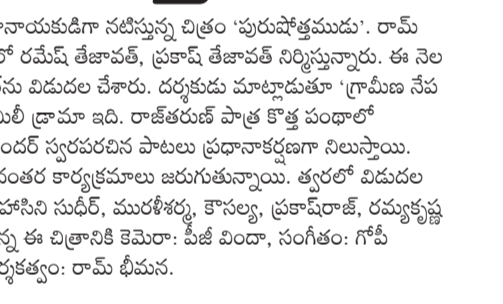 ానాయకుడిగా నటిస్తున్న చిత్రం ‘పురుషోత్తముడు’. రామ్
లో రమేష్ తేజావత్, ప్రకాష్ తేజావత్ నిర్మిస్తున్నారు. ఈ నెల
ను విడుదల చేశారు. దర్శకుడు మాట్లాడుతూ ‘గ్రామీణ నేప
మిలీ డ్రామా ఇది. రాజ్‌తరుణ్ పాత్ర కొత్త పంథాలో
ందర్ స్వరపరచిన పాటలు ప్రధానాకర్షణగా నిలుస్తాయి.
నంతర కార్యక్రమాలు జరుగుతున్నాయి. త్వరలో విడుదల
హాసిని సుధీర్, మురళీశర్మ, కౌసల్య, ప్రకాష్‌రాజ్, రమ్యకృష్ణ
న్న ఈ చిత్రానికి కెమెరా: పీజీ విందా, సంగీతం: గోపీ
ర్శకత్వం: రామ్ భీమన.